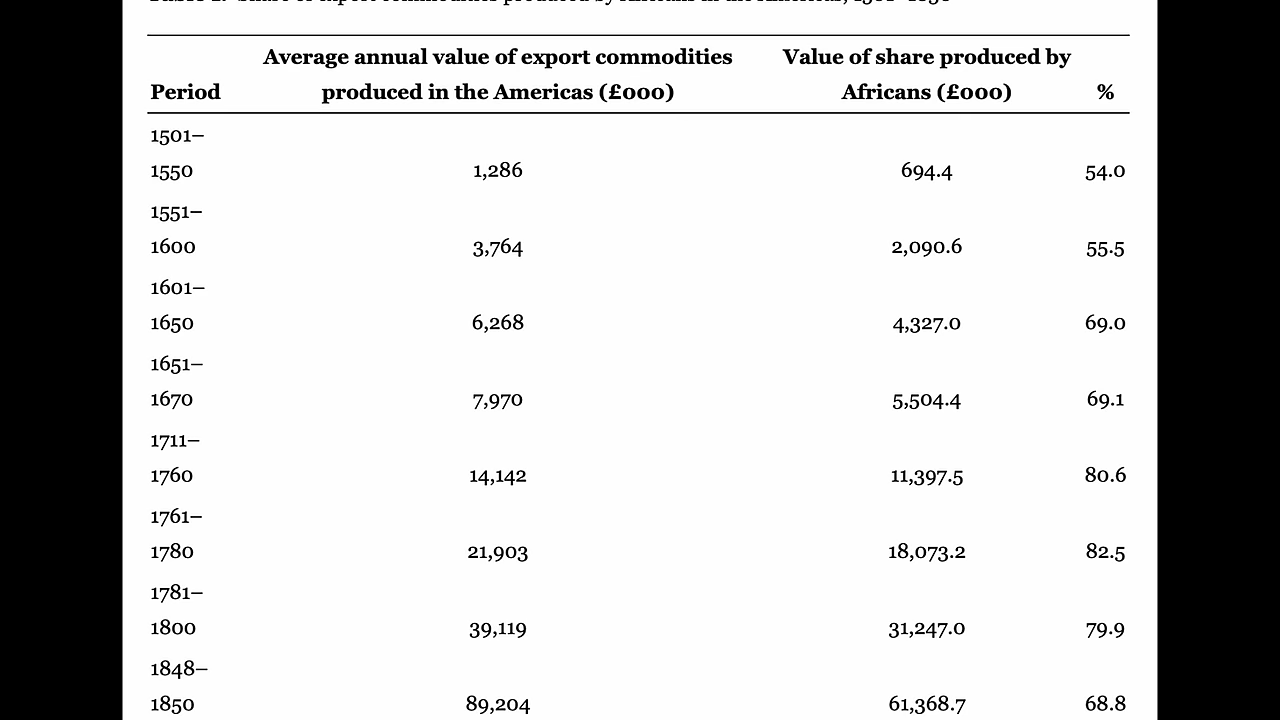 Average annual value of export commodities Value of share produced by
Period produced in the Americas (£000) Africans (£000) %
1501–
1550 1,286 694.4 54.0
1551–
1600 3,764 2,090.6 55.5
1601–
1650 6,268 4,327.0 69.0
1651–
1670 7,970 5,504.4 69.1
1711–
1760 14,142 11,397.5 80.6
1761–
1780 21,903 18,073.2 82.5
1781–
1800 39,119 31,247.0 79.9
1848–
1850 89,204 61,368.7 68.8